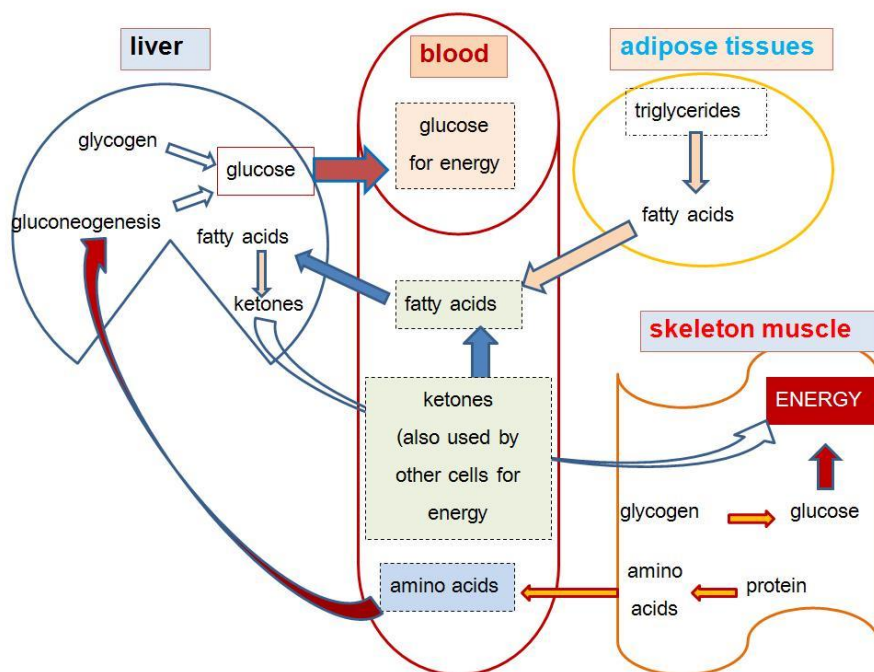 liver
glycogen
glucose
gluconeogenesis
fatty acids
ketones
blood
glucose
for energy
fatty acids
ketones
(also used by
other cells for
energy
amino acids
adipose tissues
triglycerides
fatty acids
skeleton muscle
ENERGY
glycogen
glucose
amino
acids
protein